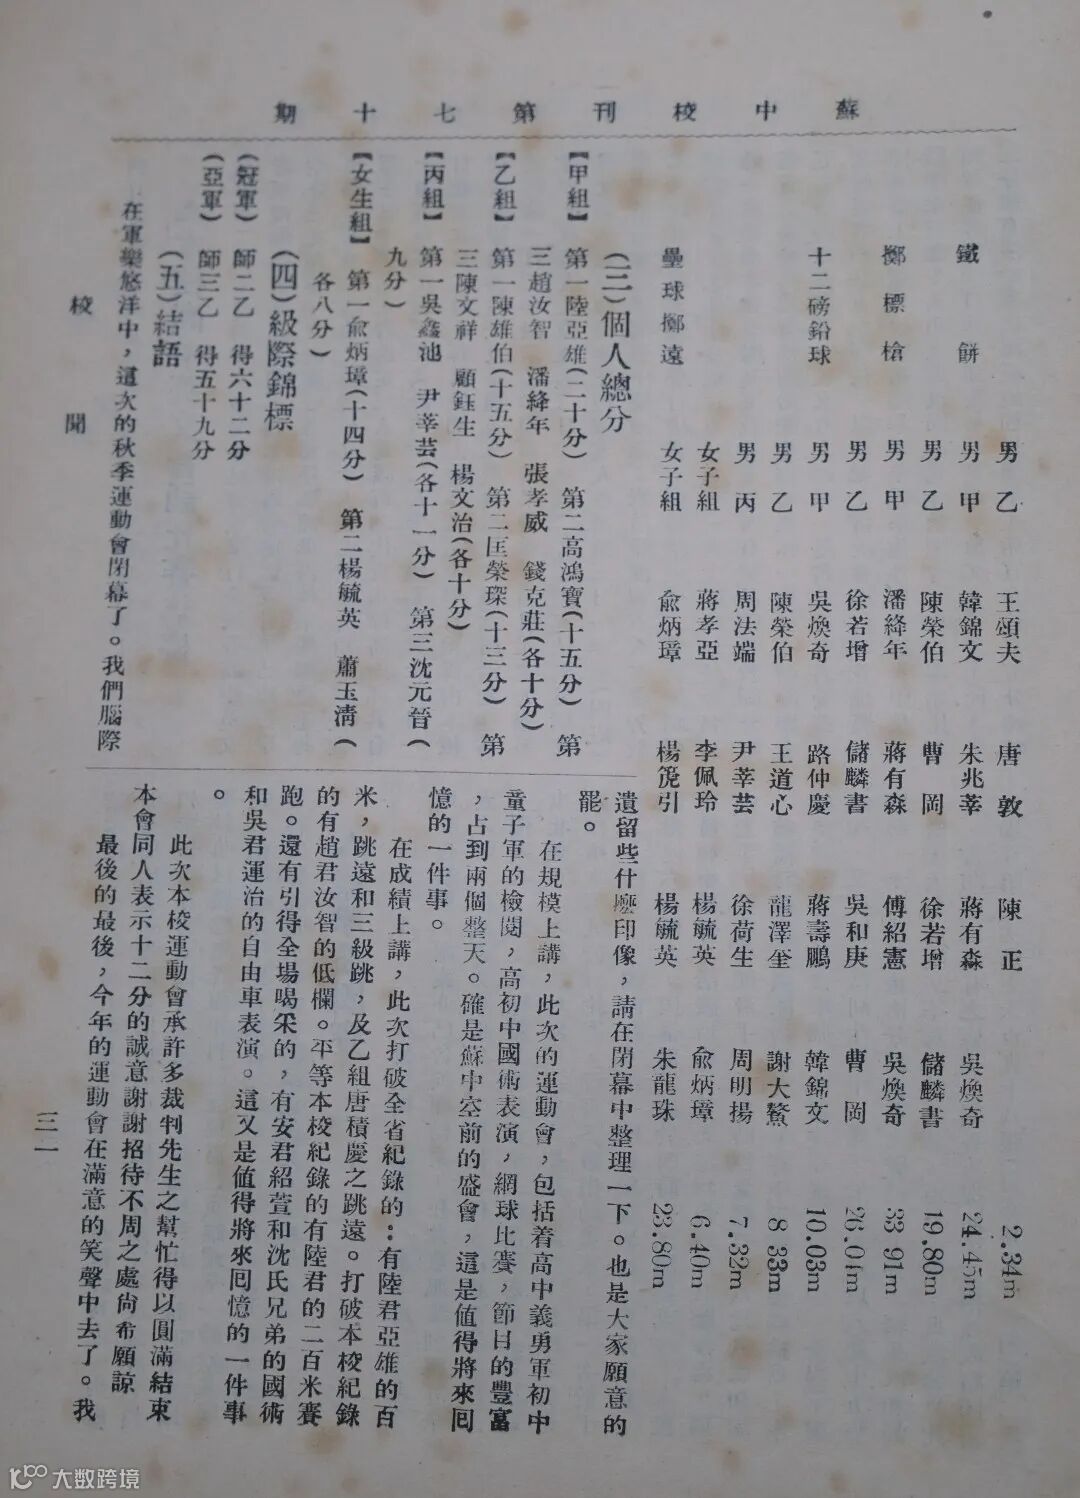 蘇中校刊第七十期
男乙 王頌夫 唐敦 陳正 2.34m
鐵餅 男甲 韓錦文 朱兆莘 蔣有森 吳煥奇 24.45m
男乙 陳榮伯 曹岡 徐若增 儲麟書 19.80m
擲標槍 男甲 潘絳年 蔣有森 傅紹憲 吳煥奇 33.91m
男乙 徐若增 儲麟書 吳和庚 曹岡 26.01m
十二磅鉛球 男甲 吳煥奇 路仲慶 蔣壽鵬 韓錦文 10.03m
男乙 陳榮伯 王道心 龍澤 謝大鰲 8.33m
男丙 周法端 尹莘芸 徐荷生 周明揚 7.32m
女子組 蔣孝亞 李佩玲 楊毓英 俞炳璋 6.40m
壘球擲遠 女子組 俞炳璋 楊篼引 楊毓英 朱龍珠 23.80m
(三)個人總分
【甲組】 第一陸亞雄(二十分) 第二高鴻寶(十五分) 第
三趙汝智 潘絳年 張孝威 錢克莊(各十分)
【乙組】 第一陳雄伯(十五分) 第二匡榮琛(十三分) 第
三陳文祥 顧鈺生 楊文治(各十分)
【丙組】 第一吳鑫池 尹莘芸(各十一分) 第三沈元晉(
九分)
【女生組】 第一俞炳璋(十四分) 第二楊毓英 蕭玉清(
各八分)
(四)級際錦標
(冠軍) 師二乙 得六十二分
(亞軍) 師三乙 得五十九分
(五)結語
在軍樂悠洋中，這次的秋季運動會閉幕了。我們腦際
遺留些什麽印像，請在閉幕中整理一下。也是大家願意的
罷。
在規模上講，此次的運動會，包括着高中義勇軍初中
童子軍的檢閱，高初中國術表演，網球比賽，節目的豐富
，占到兩個整天。確是蘇中空前的盛會，這是值得將來囘
憶的一件事。
在成績上講，此次打破全省紀錄的：有陸君亞雄的百
米，跳遠和三級跳，及乙組唐積慶之跳遠。打破本校紀錄
的有趙君汝智的低欄。平等本校紀錄的有陸君的二百米賽
跑。還有引得全場喝采的，有安君紹萱和沈氏兄弟的國術
和吳君運治的自由車表演。這又是值得將來囘憶的一件事
。
此次本校運動會承許多裁判先生之幫忙得以圓滿結束
本會同人表示十二分的誠意謝謝招待不周之處尙希願諒
最後的最後，今年的運動會在滿意的笑聲中去了。我
校聞
三一
大数跨境